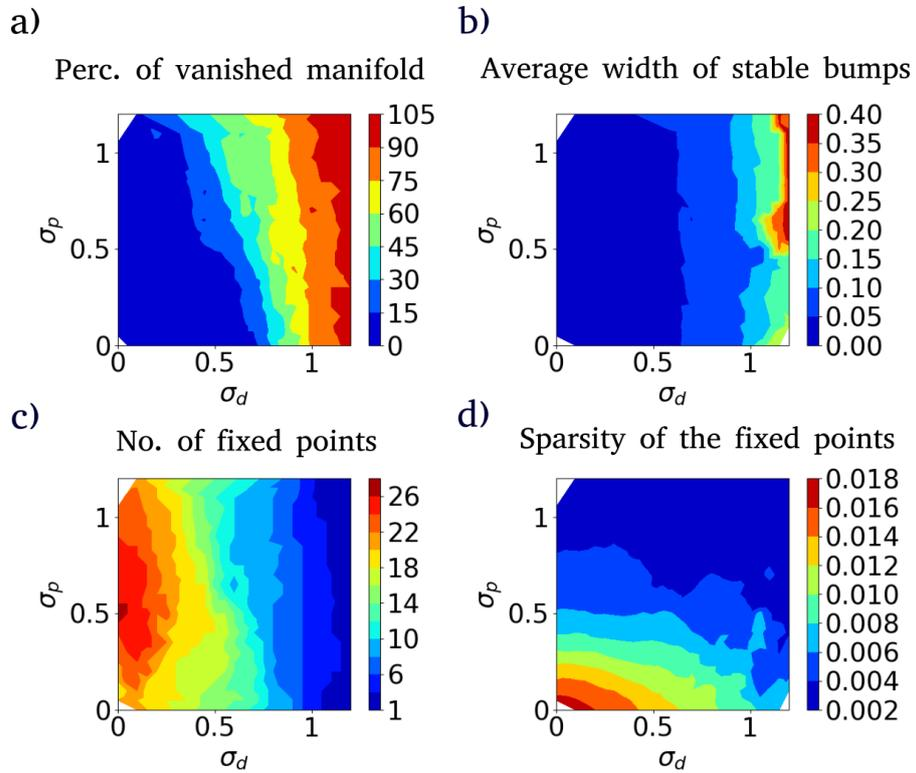 a)
Perc. of vanished manifold
105
90
75
60
45
30
15
0
1
0.5
0
σp
0 0.5 1
σd
b)
Average width of stable bumps
0.40
0.35
0.30
0.25
0.20
0.15
0.10
0.05
0.00
1
0.5
0
σp
0 0.5 1
σd
c)
No. of fixed points
26
22
18
14
10
6
1
1
0.5
0
σp
0 0.5 1
σd
d)
Sparsity of the fixed points
0.018
0.016
0.014
0.012
0.010
0.008
0.006
0.004
0.002
1
0.5
0
σp
0 0.5 1
σd